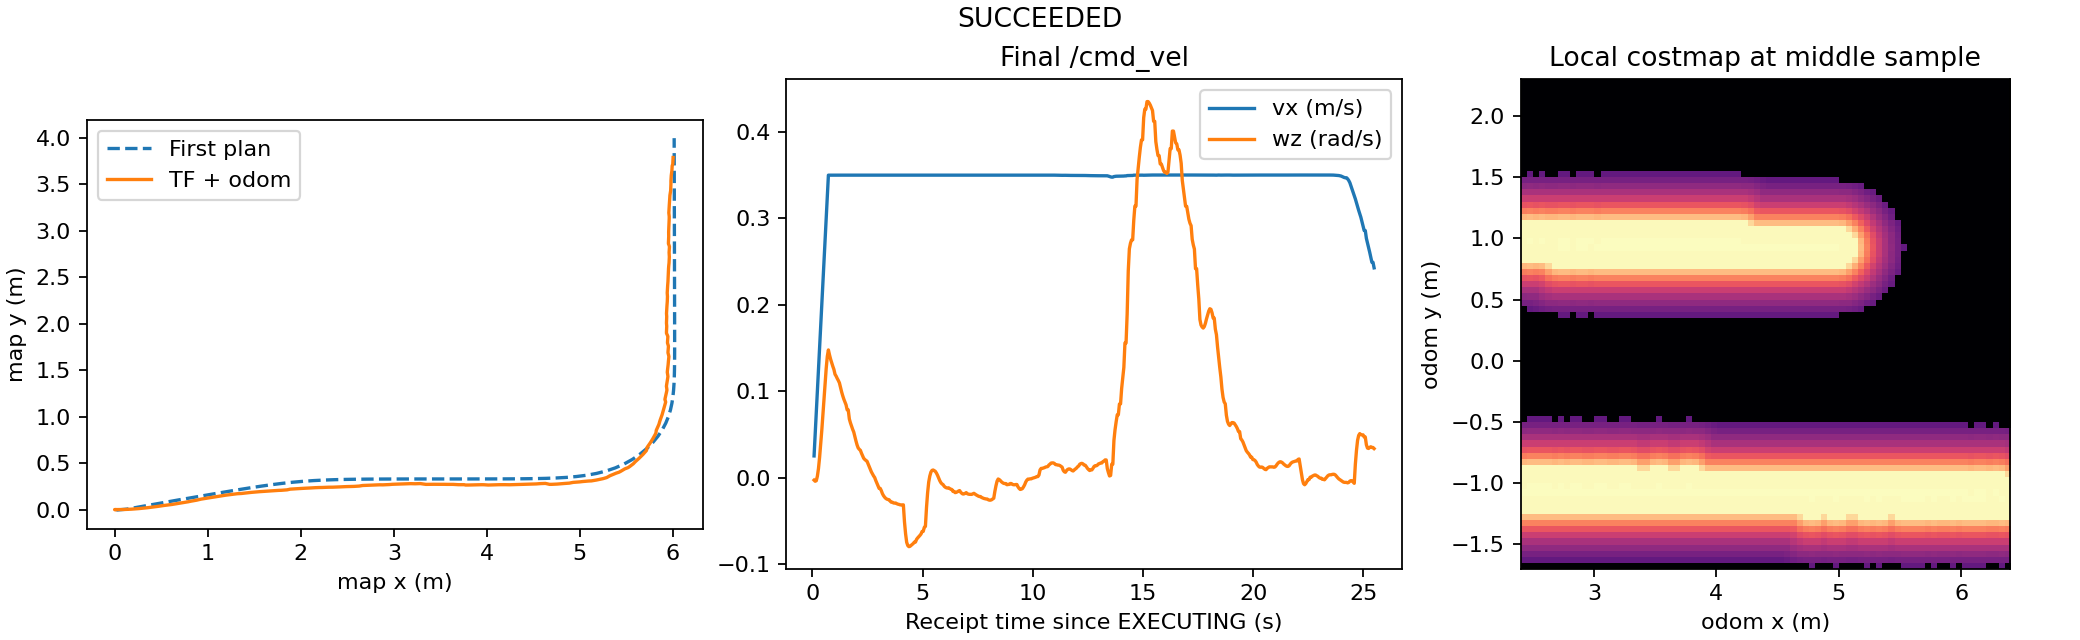 SUCCEEDED
4.0
3.5
3.0
2.5
2.0
1.5
1.0
0.5
0.0
map y (m)
First plan
TF + odom
0 1 2 3 4 5 6
map x (m)
Final /cmd_vel
0.4
0.3
0.2
0.1
0.0
−0.1
vx (m/s)
wz (rad/s)
0 5 10 15 20 25
Receipt time since EXECUTING (s)
Local costmap at middle sample
2.0
1.5
1.0
0.5
0.0
−0.5
−1.0
−1.5
odom y (m)
3 4 5 6
odom x (m)